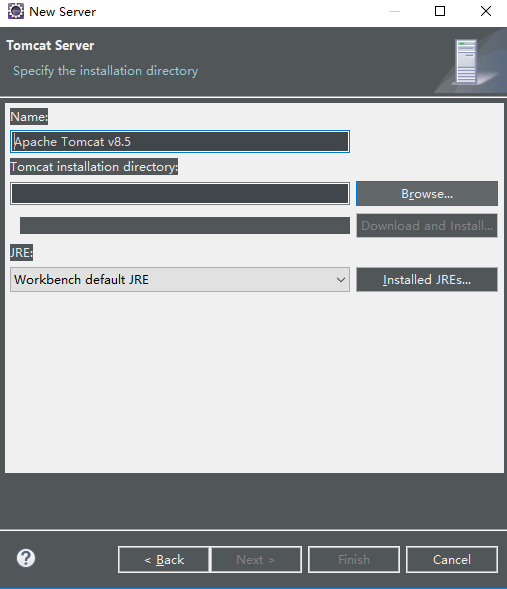 New Server
Tomcat Server
Specify the installation directory
Name:
Apache Tomcat v8.5
Tomcat installation directory:
Browse...
Download and Install...
JRE:
Workbench default JRE
Installed JREs...
?
< Back
Next >
Finish
Cancel